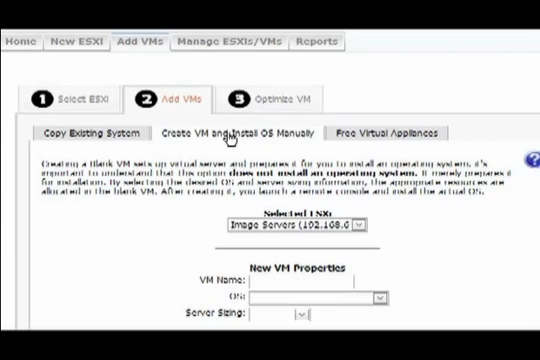 Home New ESXi Add VMs Manage ESXis/VMs Reports
1 Select ESXi 2 Add VMs 3 Optimize VM
Copy Existing System Create VM and Install OS Manually Free Virtual Appliances
Creating a Blank VM sets up virtual server and prepares it for you to install an operating system. it's
important to understand that this option does not install an operating system. It merely prepares it
for installation. By selecting the desired OS and server sizing information, the appropriate resources are
allocated in the blank VM. After creating it, you launch a remote console and install the actual OS.
Selected ESXi
Image Servers (192.168.0
New VM Properties
VM Name:
OS:
Server Sizing: